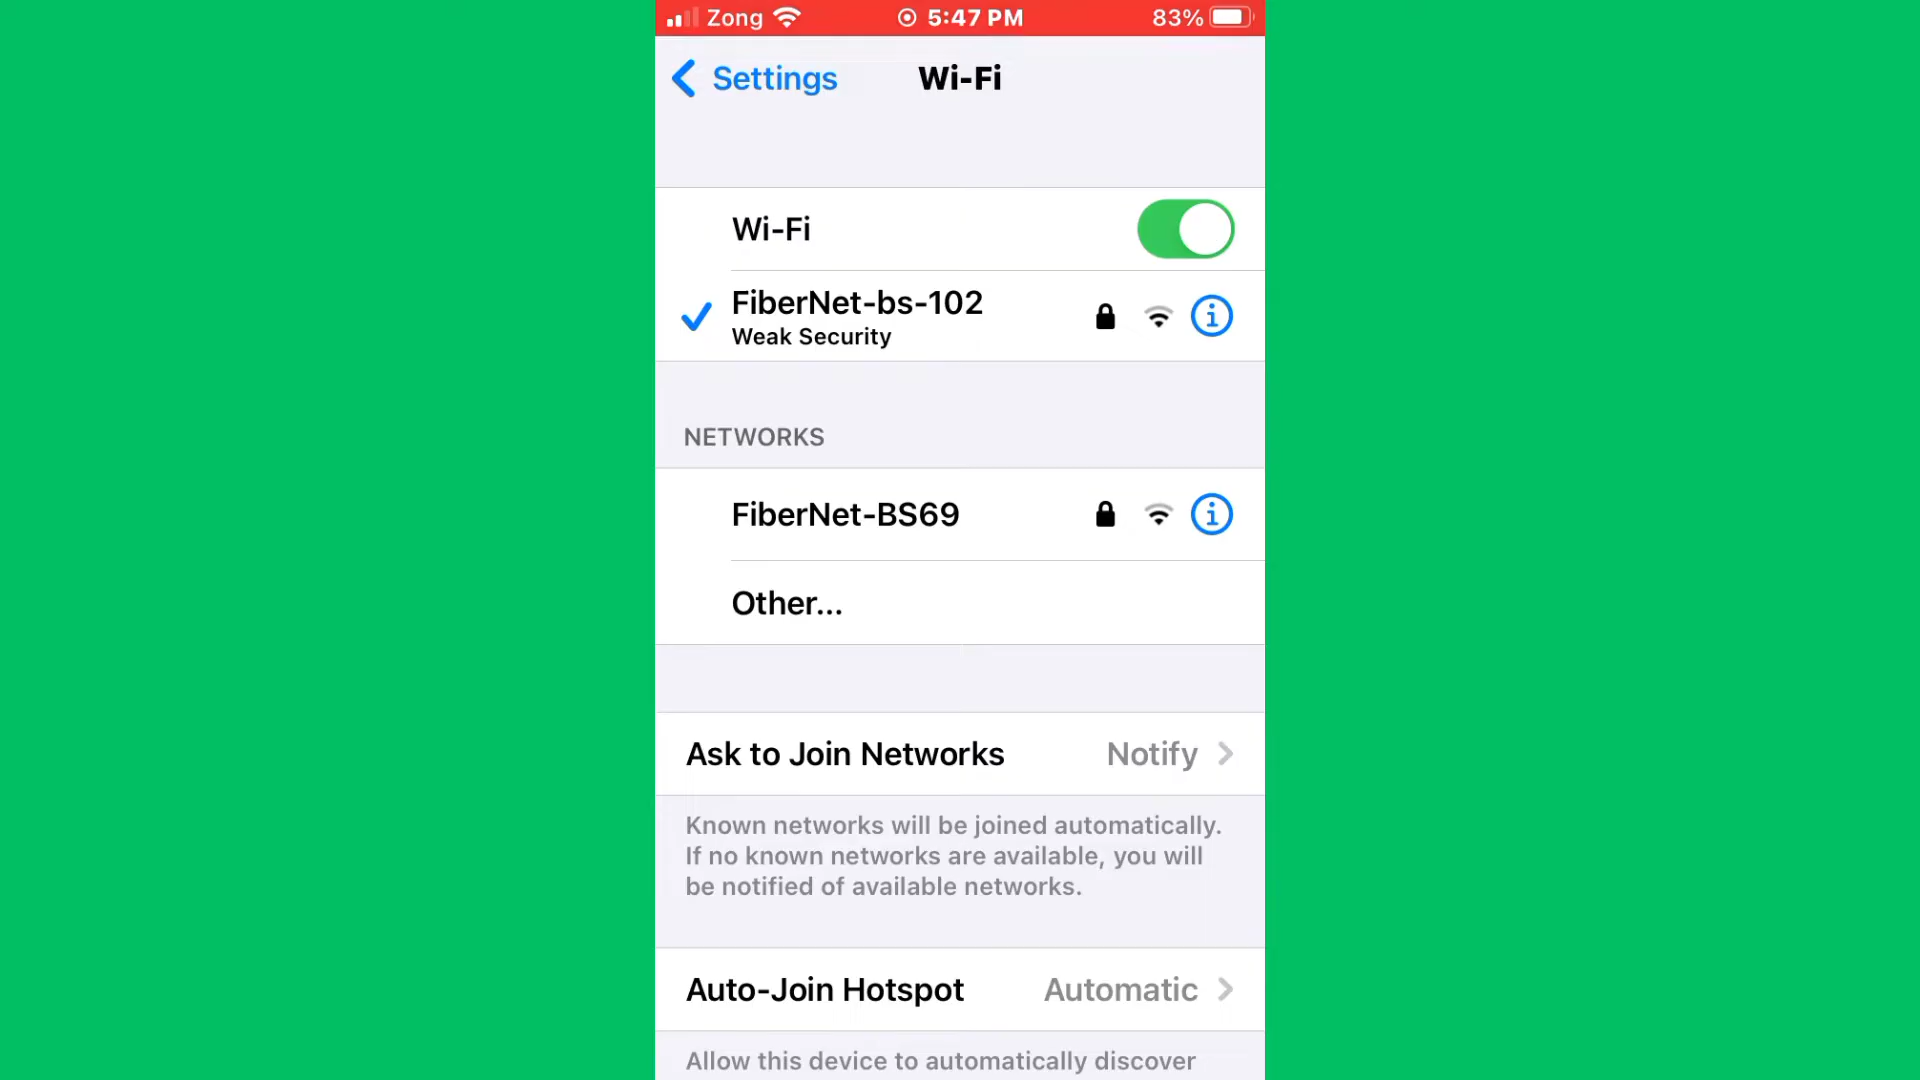 Zong 5:47 PM 83%
Settings Wi-Fi
Wi-Fi
FiberNet-bs-102
Weak Security
NETWORKS
FiberNet-BS69
Other...
Ask to Join Networks Notify
Known networks will be joined automatically.
If no known networks are available, you will
be notified of available networks.
Auto-Join Hotspot Automatic
Allow this device to automatically discover